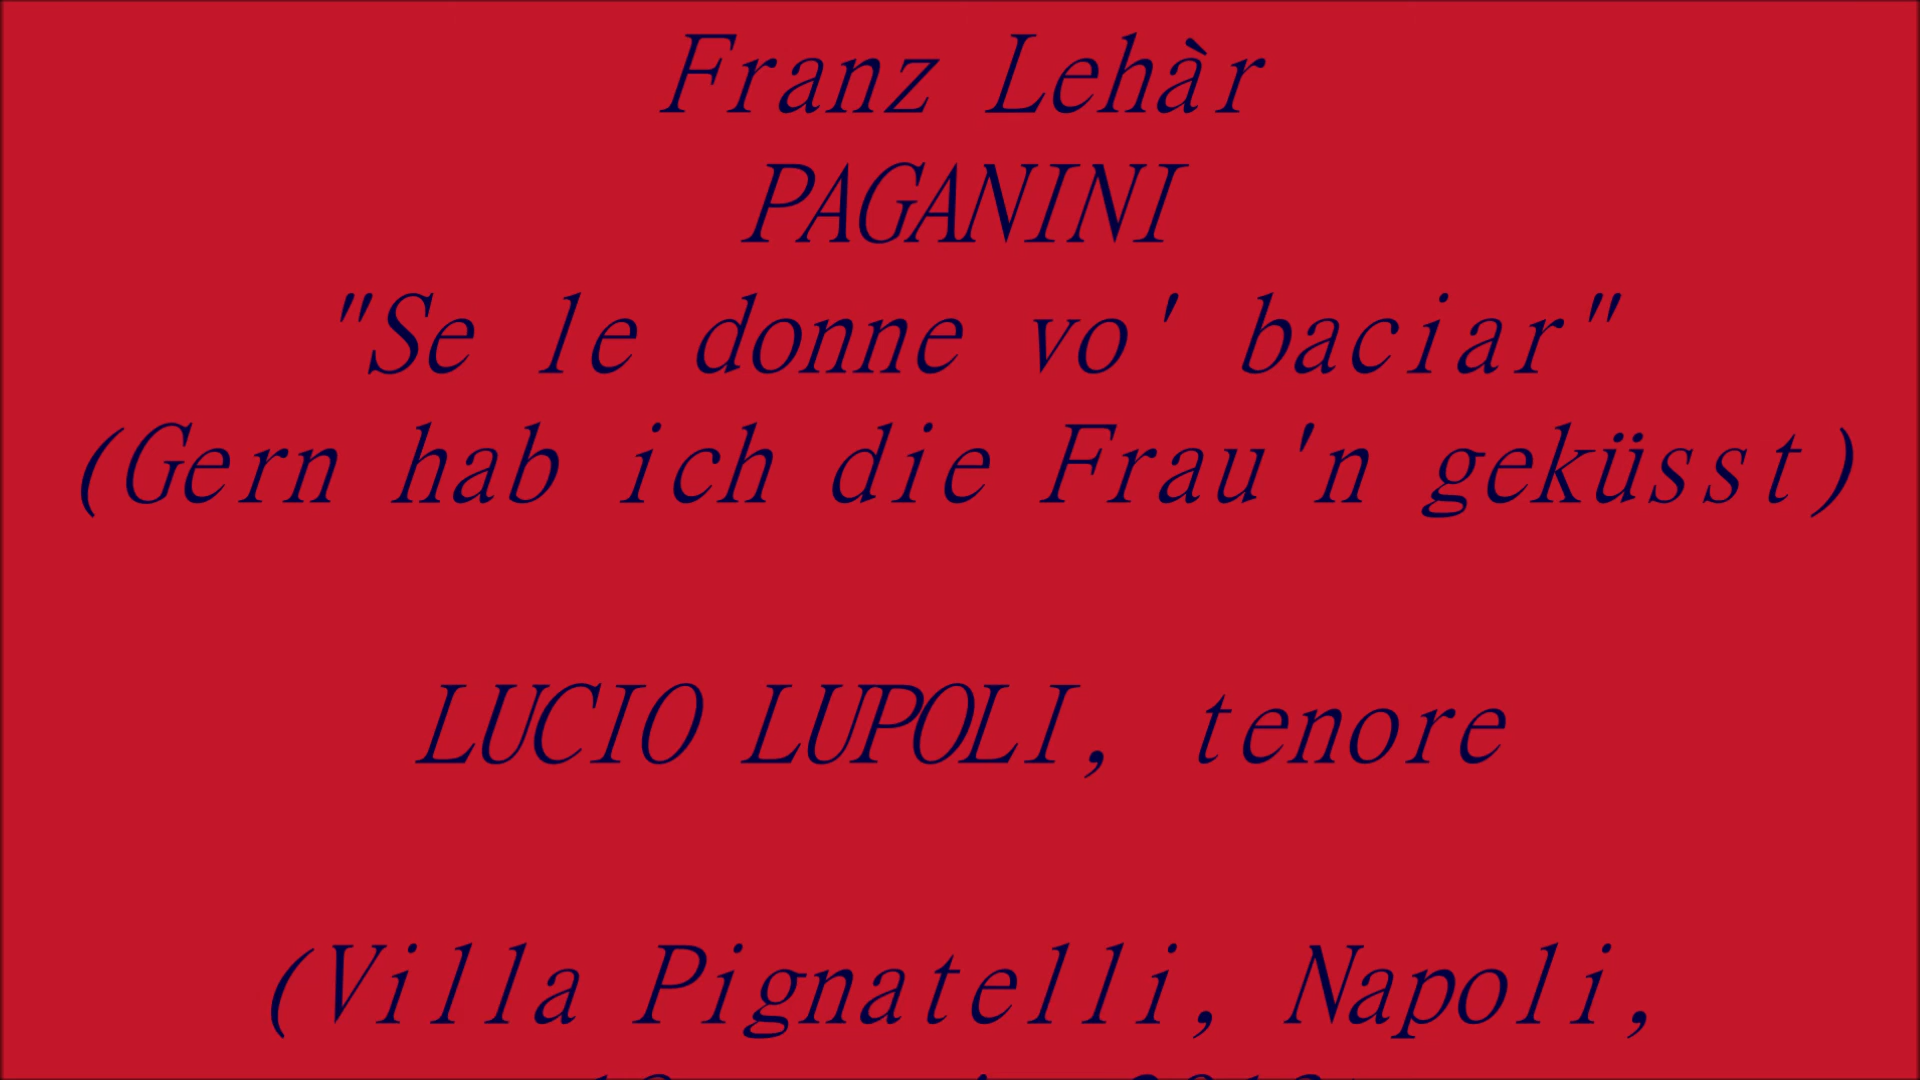 Franz Lehàr
PAGANINI
"Se le donne vo' baciar"
(Gern hab ich die Frau'n geküsst)
LUCIO LUPOLI, tenore
(Villa Pignatelli, Napoli,